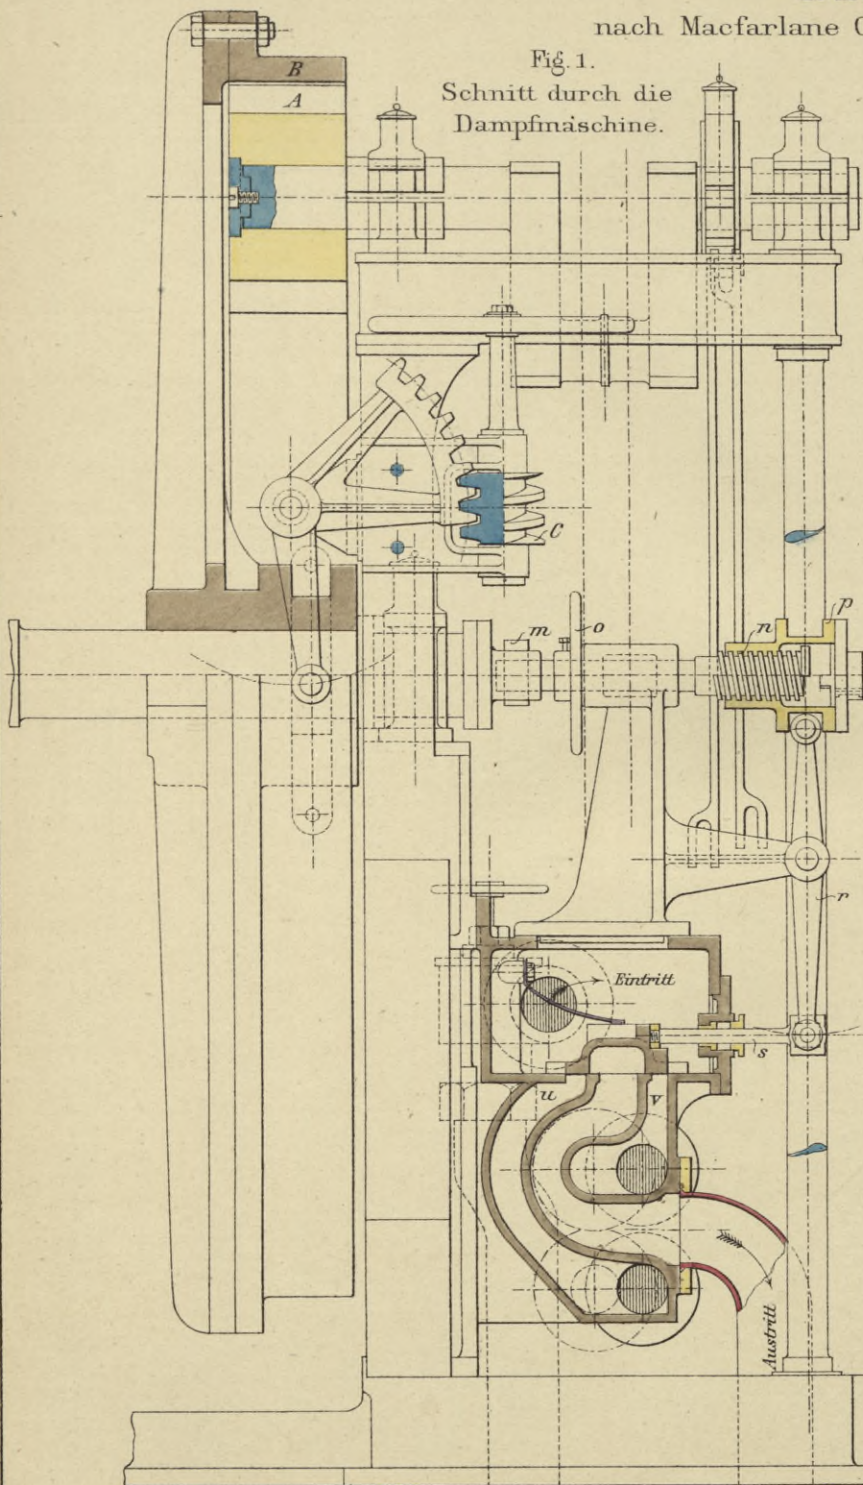 nach Macfarlane
Fig. 1.
Schnitt durch die
Dampfmaschine.
B
A
C
m
o
n
p
r
Eintritt
s
u
v
Austritt